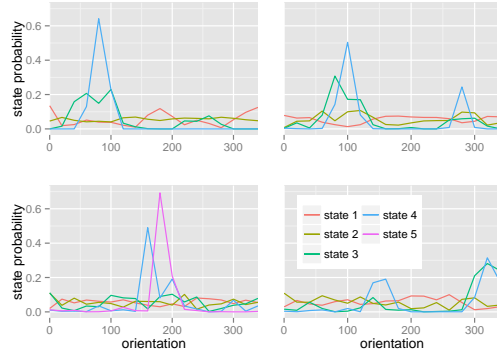 state probability
0.6
0.4
0.2
0.0
0 100 200 300
0 100 200 300
state probability
0.6
0.4
0.2
0.0
0 100 200 300
orientation
state 1
state 2
state 3
state 4
state 5
0 100 200 300
orientation